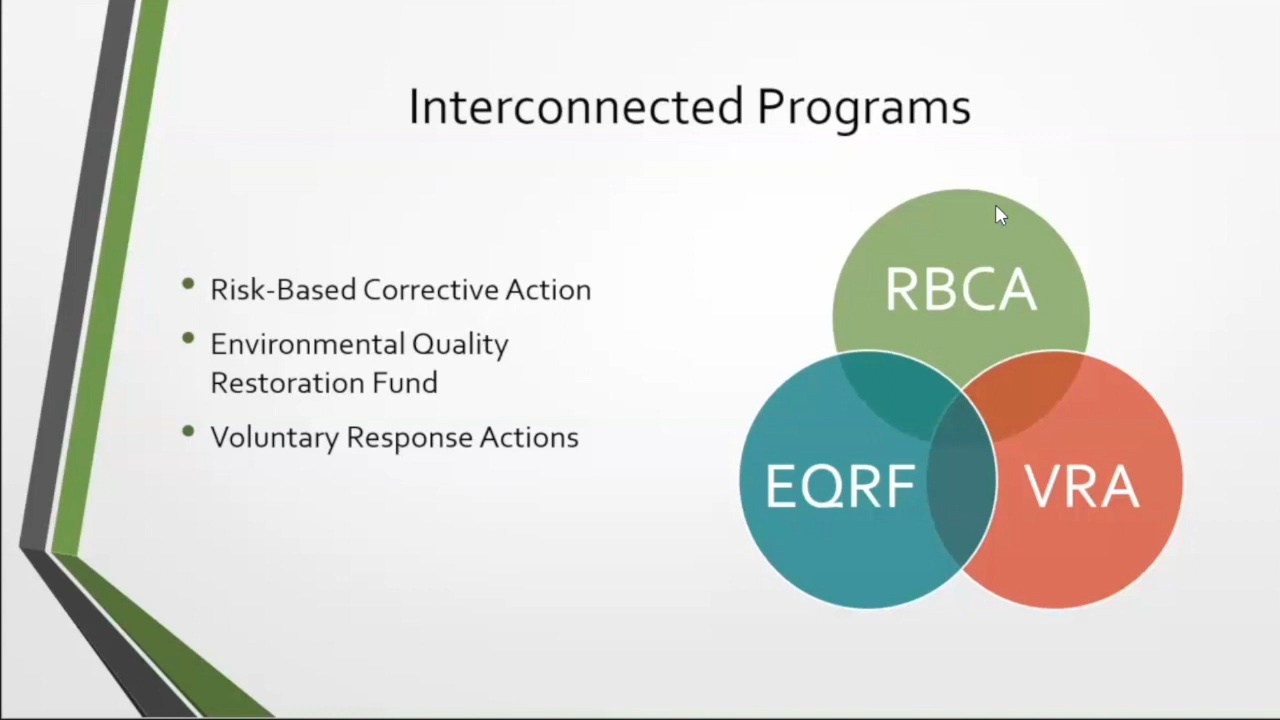 Interconnected Programs
Risk-Based Corrective Action
Environmental Quality
Restoration Fund
Voluntary Response Actions
RBCA
EQRF
VRA